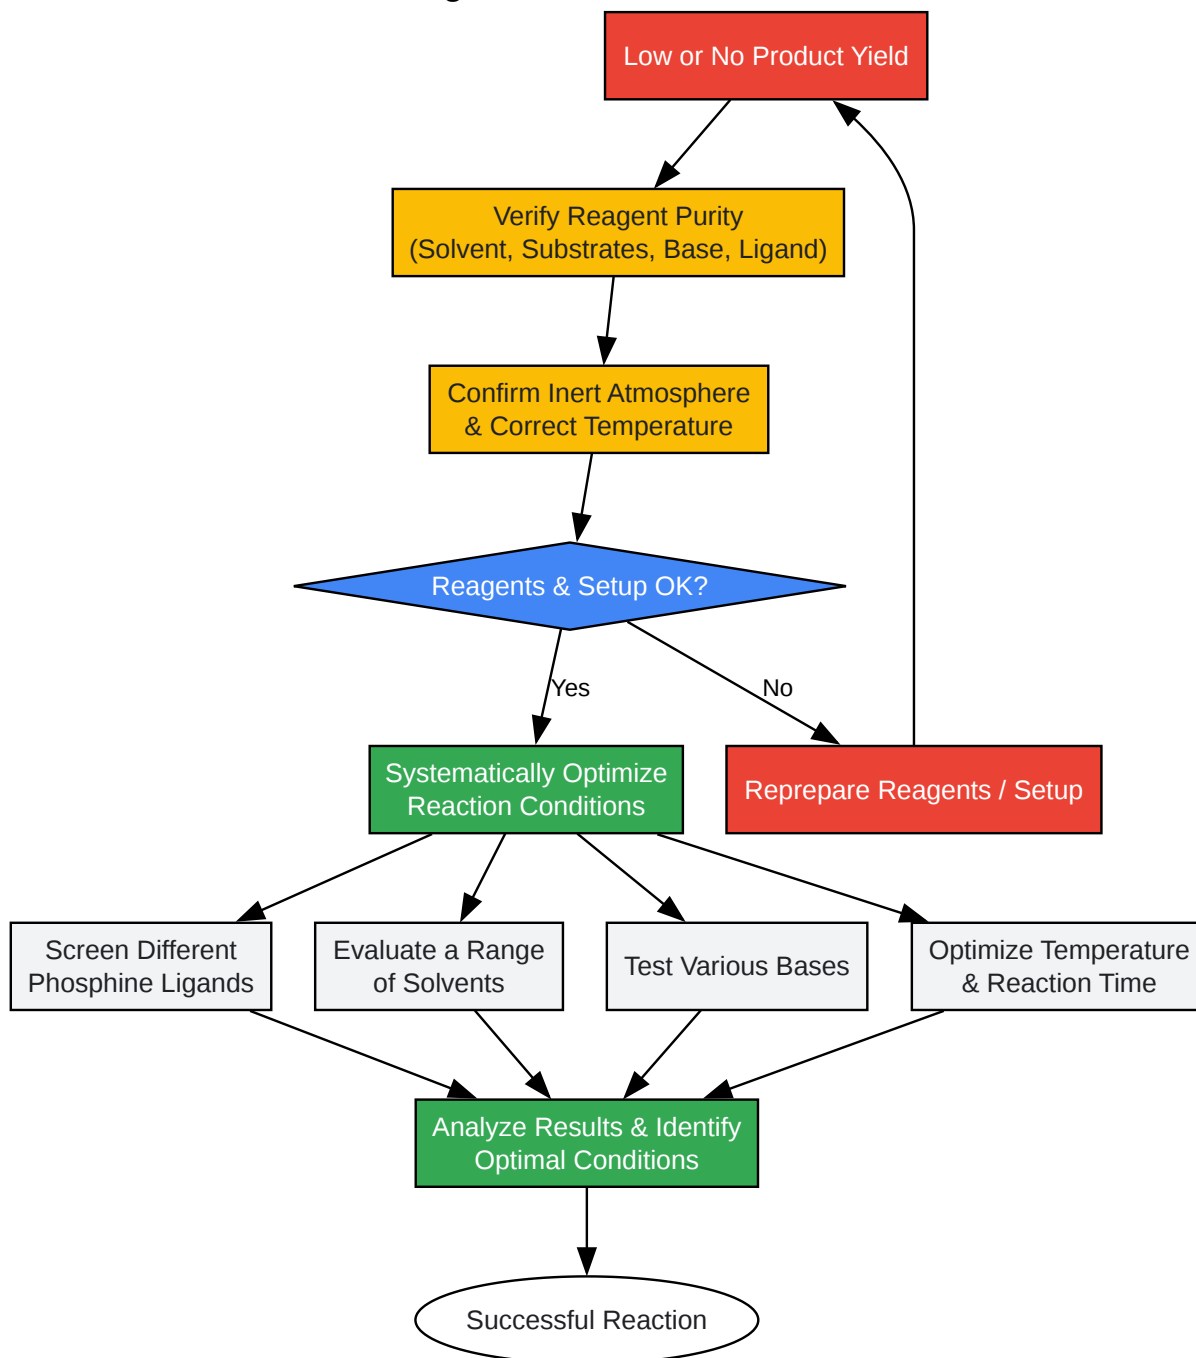 Low or No Product Yield
Verify Reagent Purity
(Solvent, Substrates, Base, Ligand)
Confirm Inert Atmosphere
& Correct Temperature
Reagents & Setup OK?
Yes
No
Systematically Optimize
Reaction Conditions
Reprepare Reagents / Setup
Screen Different
Phosphine Ligands
Evaluate a Range
of Solvents
Test Various Bases
Optimize Temperature
& Reaction Time
Analyze Results & Identify
Optimal Conditions
Successful Reaction